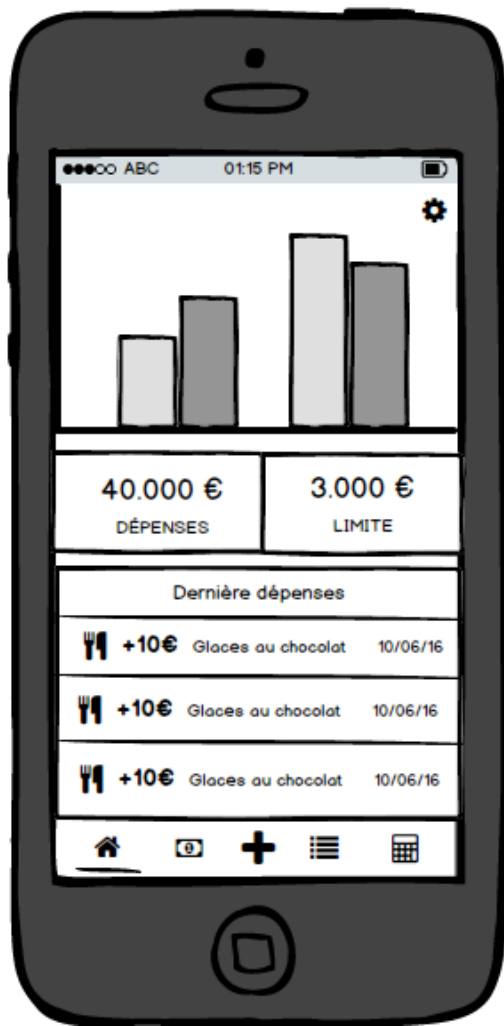 ABC 01:15 PM
40.000 € 3.000 €
DÉPENSES LIMITE
Dernière dépenses
+10€ Glaces au chocolat 10/06/16
+10€ Glaces au chocolat 10/06/16
+10€ Glaces au chocolat 10/06/16